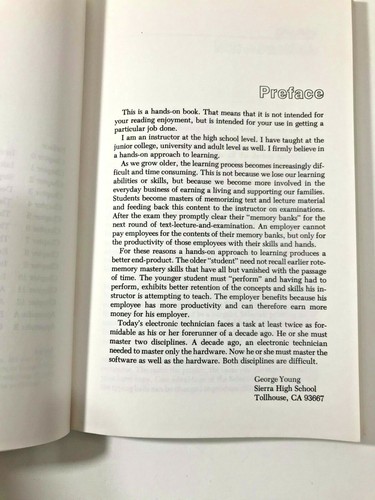 Preface
This is a hands-on book. That means that it is not intended for
your reading enjoyment, but is intended for your use in getting a
particular job done.
I am an instructor at the high school level. I have taught at the
junior college, university and adult level as well. I firmly believe in
a hands-on approach to learning.
As we grow older, the learning process becomes increasingly dif-
ficult and time consuming. This is not because we lose our learning
abilities or skills, but because we become more involved in the
everyday business of earning a living and supporting our families.
Students become masters of memorizing text and lecture material
and feeding back this content to the instructor on examinations.
After the exam they promptly clear their "memory banks" for the
next round of text-lecture-and-examination. An employer cannot
pay employees for the contents of their memory banks, but only for
the productivity of those employees with their skills and hands.
For these reasons a hands-on approach to learning produces a
better end-product. The older "student" need not recall earlier rote-
memory mastery skills that have all but vanished with the passage
of time. The younger student must "perform" and having had to
perform, exhibits better retention of the concepts and skills his in-
structor is attempting to teach. The employer benefits because his
employee has more productivity and can therefore earn more
money for his employer.
Today's electronic technician faces a task at least twice as for-
midable as his or her forerunner of a decade ago. He or she must
master two disciplines. A decade ago, an electronic technician
needed to master only the hardware. Now he or she must master the
software as well as the hardware. Both disciplines are difficult.
George Young
Sierra High School
Tollhouse, CA 93667